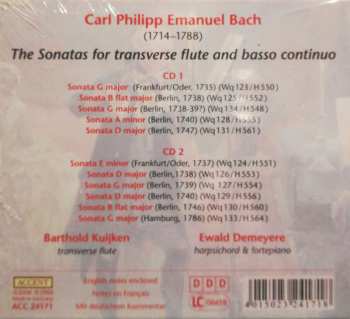 Carl Philipp Emanuel Bach
(1714–1788)
The Sonatas for transverse flute and basso continuo
CD 1
Sonata G major (Frankfurt/Oder, 1735) (Wq 123/H 550)
Sonata B flat major (Berlin, 1738) (Wq 125/H 552)
Sonata G major (Berlin, 1738-39?) (Wq 134/H 548)
Sonata A minor (Berlin, 1740) (Wq 128/H 555)
Sonata D major (Berlin, 1747) (Wq 131/H 561)
CD 2
Sonata E minor (Frankfurt/Oder, 1737) (Wq 124/H 551)
Sonata D major (Berlin,1738) (Wq 126/H 553)
Sonata G major (Berlin, 1739) (Wq 127/H 554)
Sonata D major (Berlin, 1740) (Wq 129/H 556)
Sonata B flat major (Berlin, 1746) (Wq 130/H 560)
Sonata G major (Hamburg, 1786) (Wq 133/H 564)
Barthold Kuijken
transverse flute
Ewald Demeyere
harpsichord & fortepiano
ACCENT
ACC 24171
English notes enclosed
Notes en Français
Mit deutschem Kommentar
DDD
LC
4015023241718